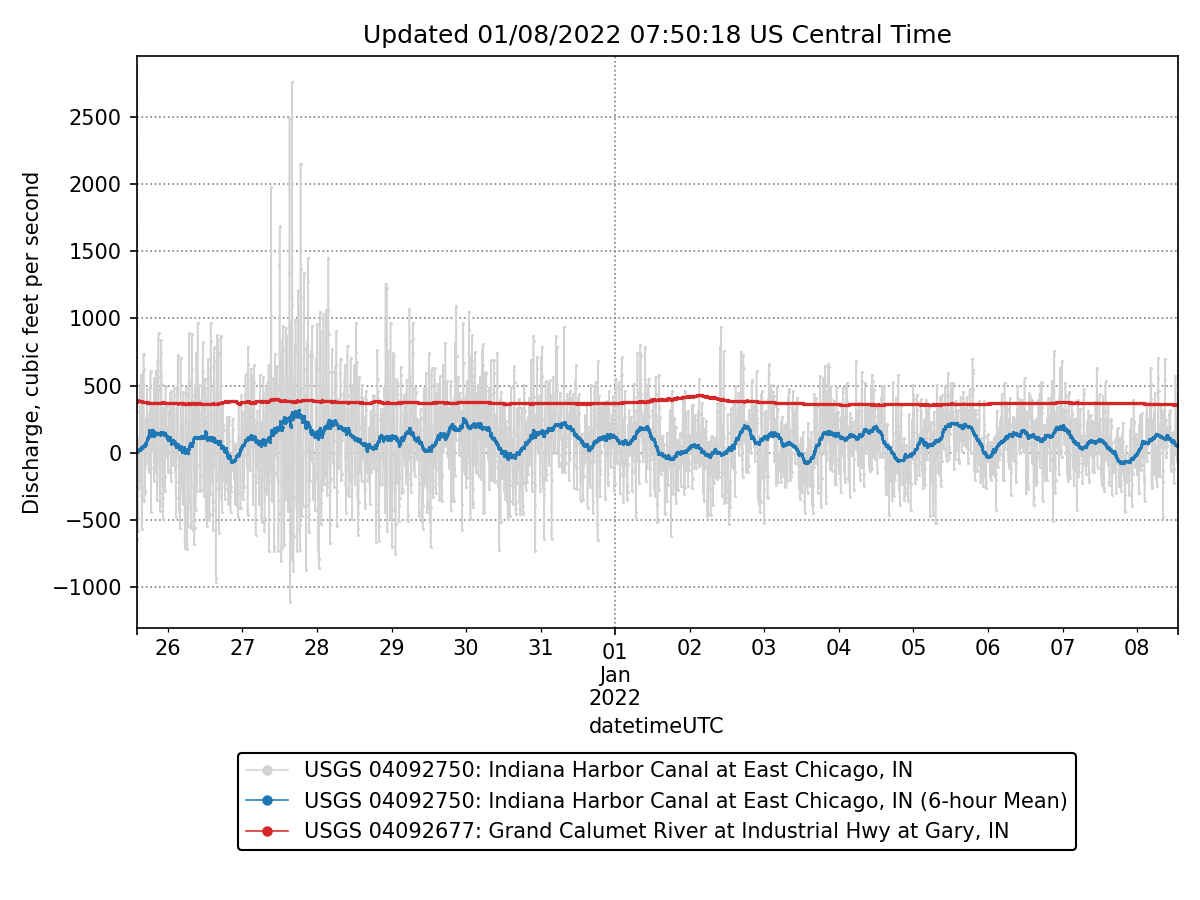 Updated 01/08/2022 07:50:18 US Central Time
Discharge, cubic feet per second
2500
2000
1500
1000
500
0
−500
−1000
26 27 28 29 30 31 01 02 03 04 05 06 07 08
Jan
2022
datetimeUTC
USGS 04092750: Indiana Harbor Canal at East Chicago, IN
USGS 04092750: Indiana Harbor Canal at East Chicago, IN (6-hour Mean)
USGS 04092677: Grand Calumet River at Industrial Hwy at Gary, IN